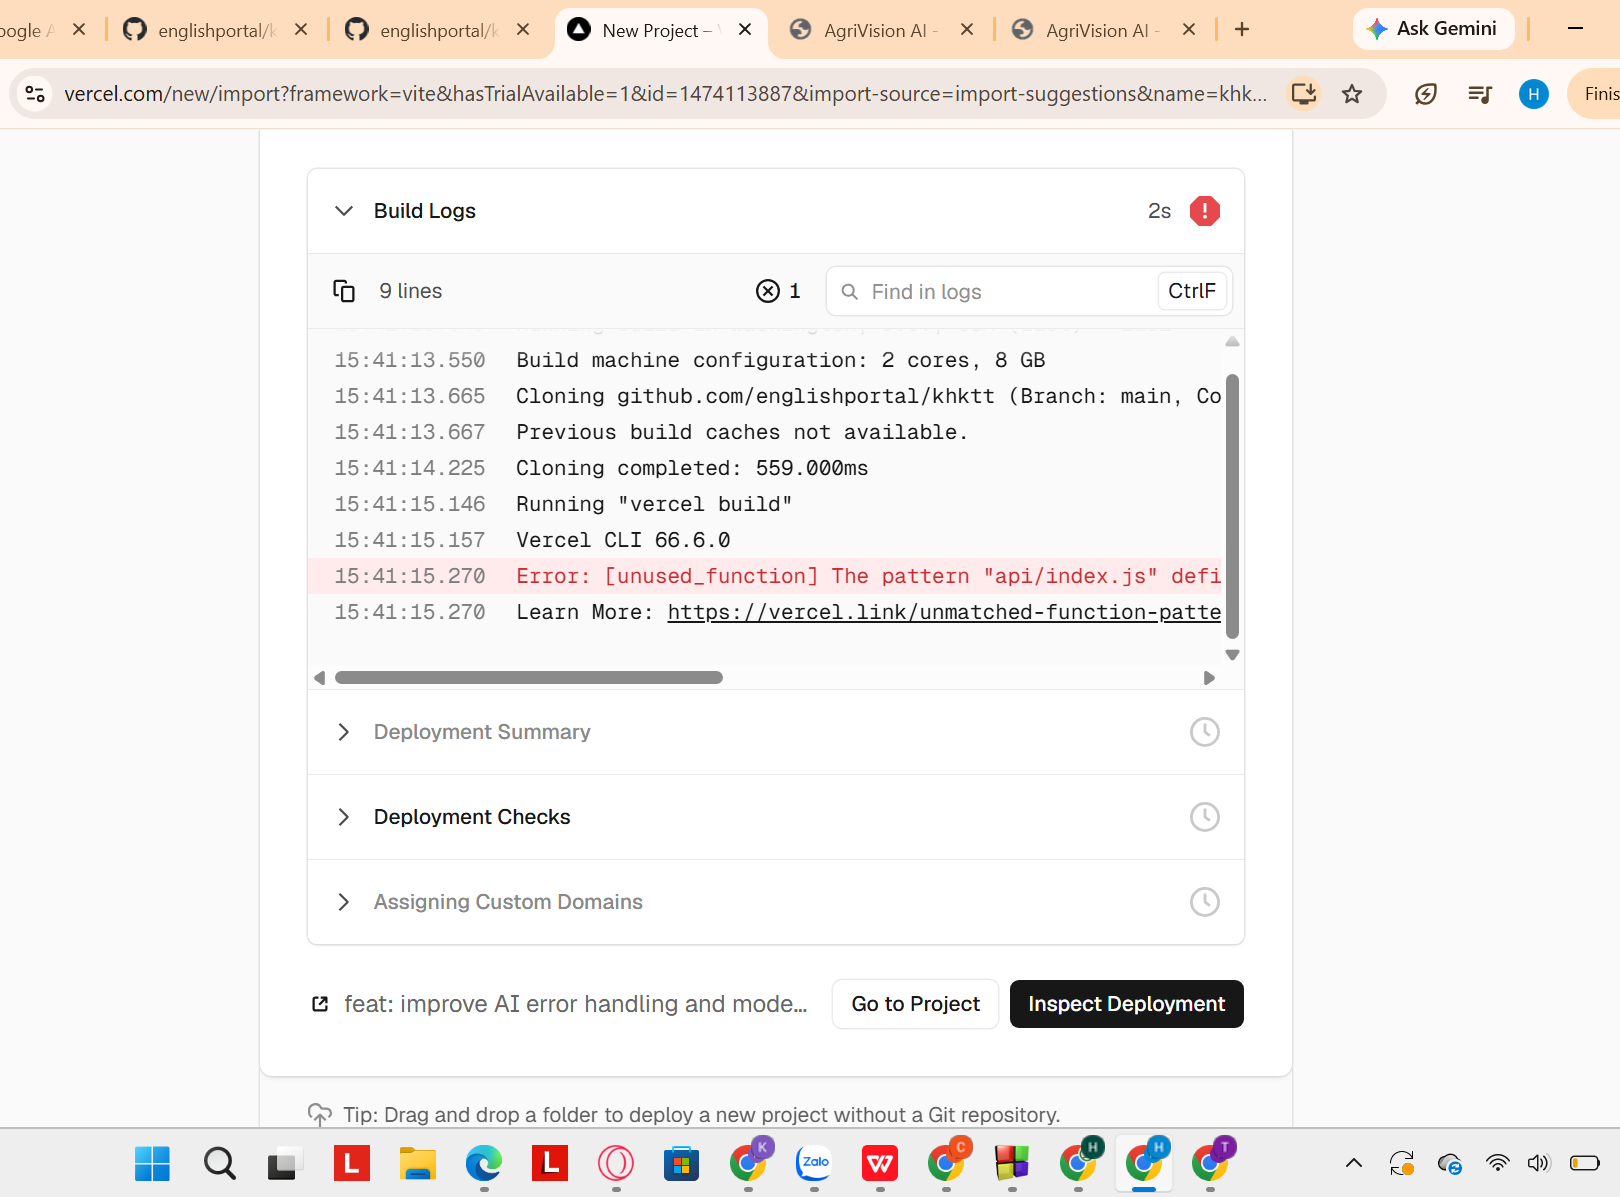 englishportal/k
englishportal/k
New Project –
AgriVision AI -
AgriVision AI -
Ask Gemini
vercel.com/new/import?framework=vite&hasTrialAvailable=1&id=1474113887&import-source=import-suggestions&name=khk...
H
Finis
Build Logs
2s
9 lines
1
Find in logs
CtrlF
15:41:13.550 Build machine configuration: 2 cores, 8 GB
15:41:13.665 Cloning github.com/englishportal/khktt (Branch: main, Co
15:41:13.667 Previous build caches not available.
15:41:14.225 Cloning completed: 559.000ms
15:41:15.146 Running "vercel build"
15:41:15.157 Vercel CLI 66.6.0
15:41:15.270 Error: [unused_function] The pattern "api/index.js" defi
15:41:15.270 Learn More: https://vercel.link/unmatched-function-patte
Deployment Summary
Deployment Checks
Assigning Custom Domains
feat: improve AI error handling and mode...
Go to Project
Inspect Deployment
Tip: Drag and drop a folder to deploy a new project without a Git repository.
L
L
K
Zalo
C
H
H
T